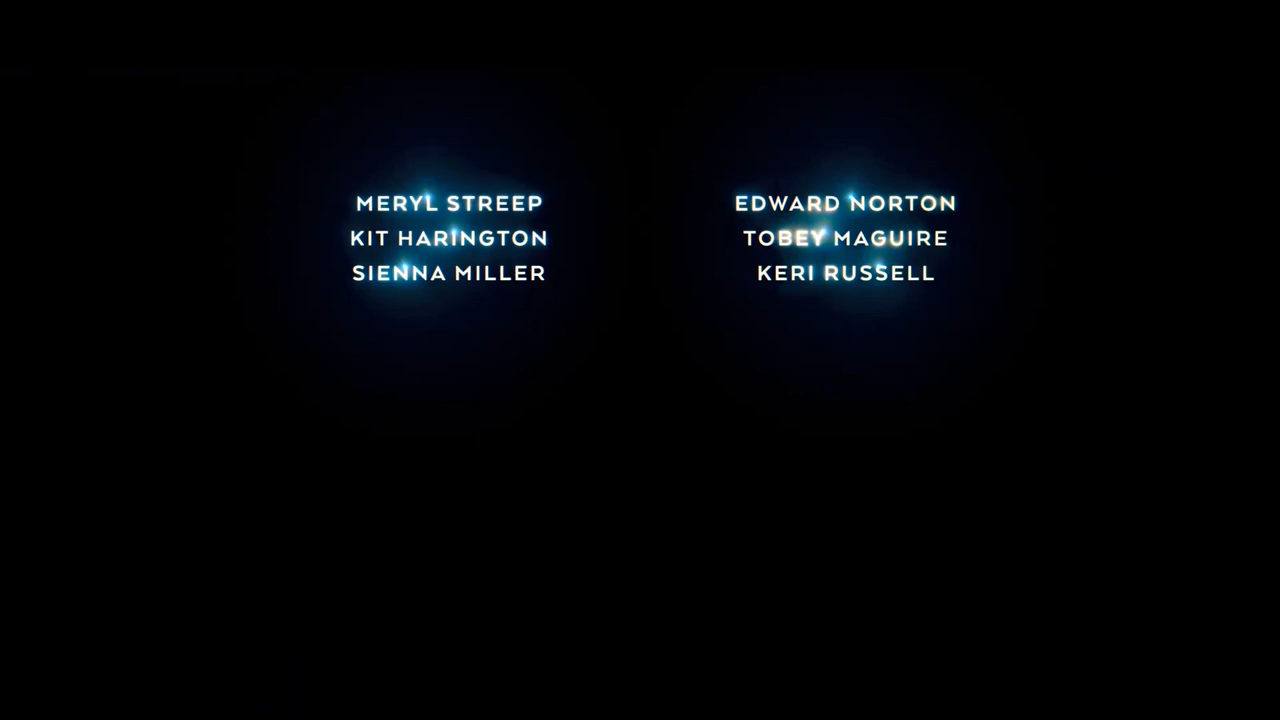 MERYL STREEP
KIT HARINGTON
SIENNA MILLER
EDWARD NORTON
TOBEY MAGUIRE
KERI RUSSELL